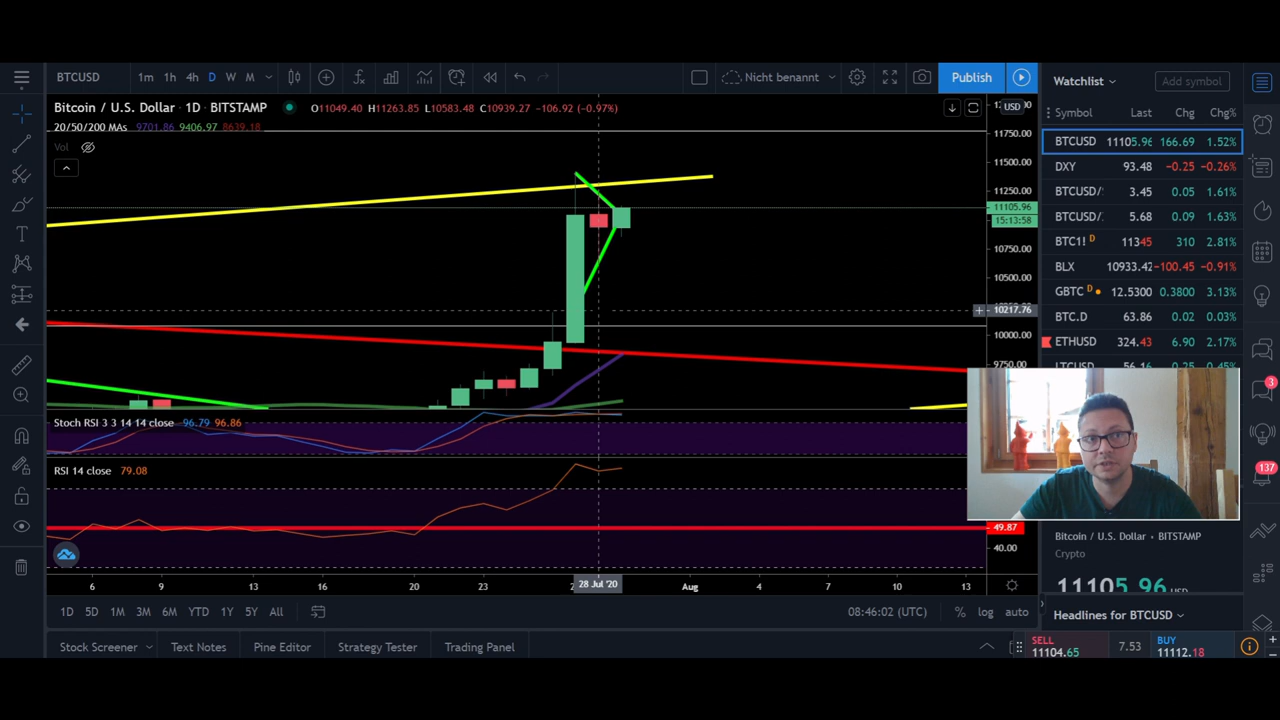 BTCUSD 1m 1h 4h D W M Nicht benannt Publish
Watchlist Add symbol
Bitcoin / U.S. Dollar · 1D · BITSTAMP O11049.40 H11263.85 L10583.48 C10939.27 -106.92 (-0.97%) USD
20/50/200 MAs 9701.86 9406.97 8639.18
Vol
11750.00
11500.00
11250.00
11105.96
15:13:58
10750.00
10500.00
10217.76
10000.00
9750.00
Symbol Last Chg Chg%
BTCUSD 11105.96 166.69 1.52%
DXY 93.48 -0.25 -0.26%
BTCUSD/ 3.45 0.05 1.61%
BTCUSD/ 5.68 0.09 1.63%
BTC1! D 11345 310 2.81%
BLX 10933.42 -100.45 -0.91%
GBTC D 12.5300 0.3800 3.13%
BTC.D 63.86 0.02 0.03%
ETHUSD 324.43 6.90 2.17%
Stoch RSI 3 3 14 14 close 96.79 96.86
RSI 14 close 79.08
49.87
40.00
3
137
6 9 13 16 20 23 28 Jul '20 Aug 4 7 10 13
1D 5D 1M 3M 6M YTD 1Y 5Y All 08:46:02 (UTC) % log auto
Stock Screener Text Notes Pine Editor Strategy Tester Trading Panel
Bitcoin / U.S. Dollar · BITSTAMP
Crypto
11105.96 USD
Headlines for BTCUSD
SELL
11104.65
7.53
BUY
11112.18